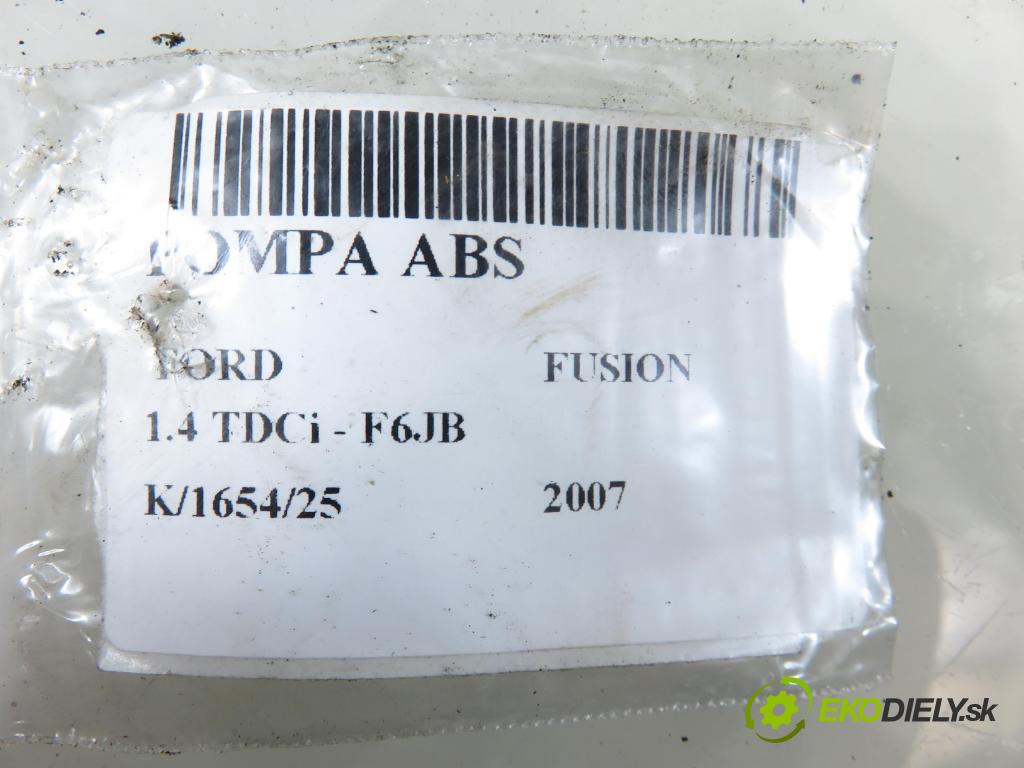 POMPA ABS
FORD FUSION
1.4 TDCi - F6JB
K/1654/25 2007
EKODIELY.sk